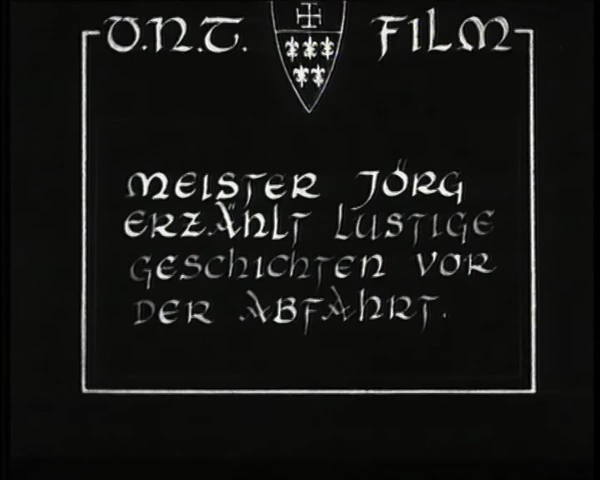 V.N.T. FILM
MEISTER JÖRG
ERZÄHLT LUSTIGE
GESCHICHTEN VOR
DER ABFAHRT.